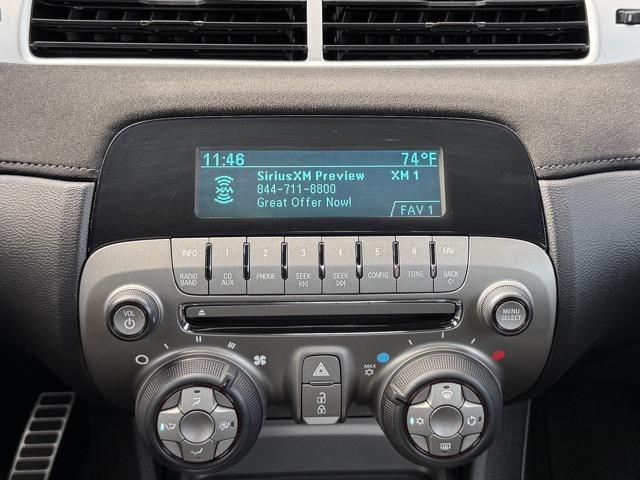 11:46 74°F
SiriusXM Preview XM 1
844-711-8800
Great Offer Now!
FAV 1
INFO 1 2 3 4 5 6 FAV
RADIO BAND CD AUX PHONE SEEK SEEK CONFIG TONE BACK
VOL
MENU SELECT
MAX